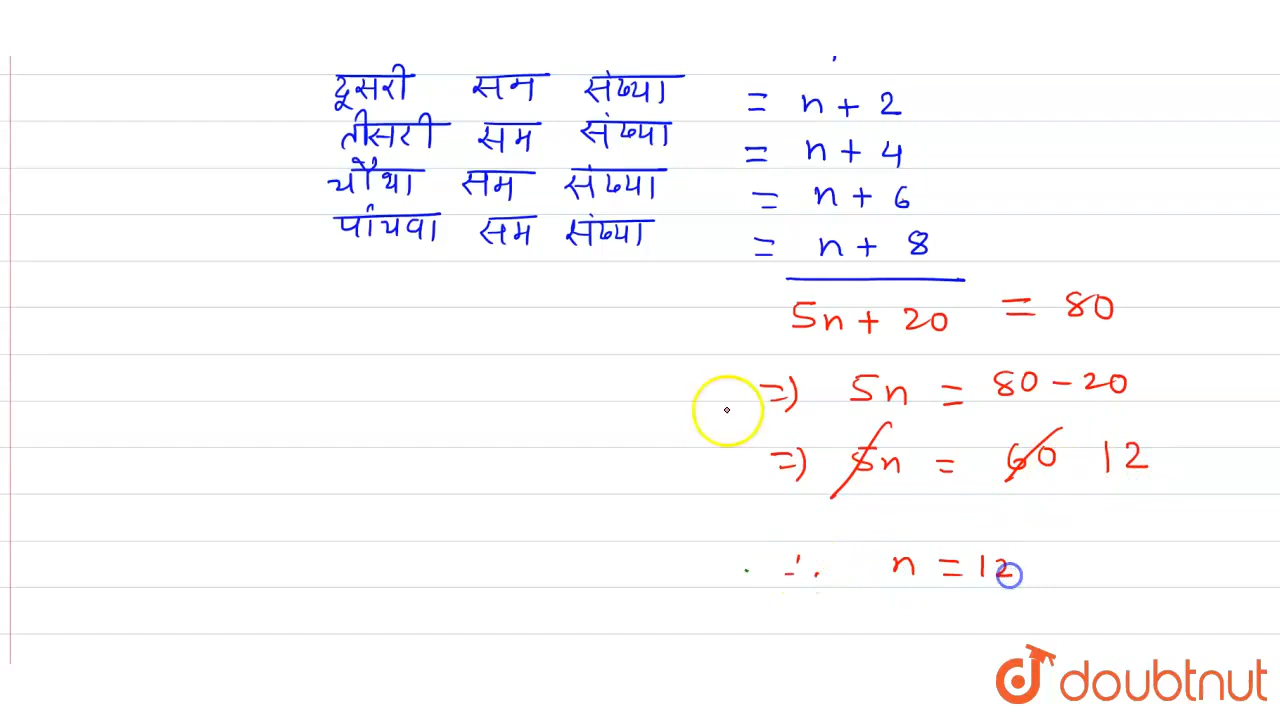 दूसरी सम संख्या = n + 2
तीसरी सम संख्या = n + 4
चौथा सम संख्या = n + 6
पांचवा सम संख्या = n + 8
5n + 20 = 80
=) 5n = 80 - 20
=) 5n = 60 12
∴ n = 12
doubtnut